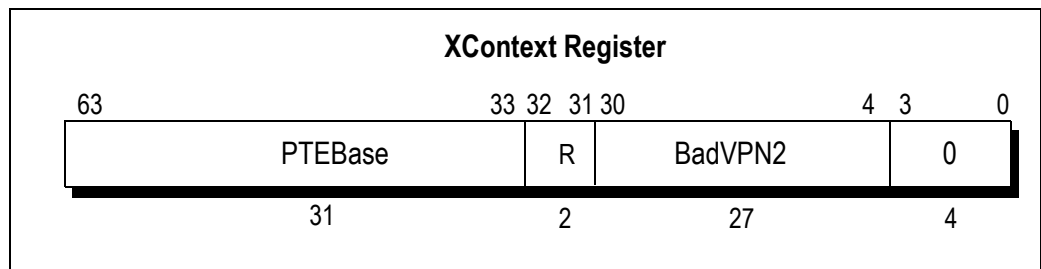 XContext Register
63 33 32 31 30 4 3 0
PTEBase R BadVPN2 0
31 2 27 4